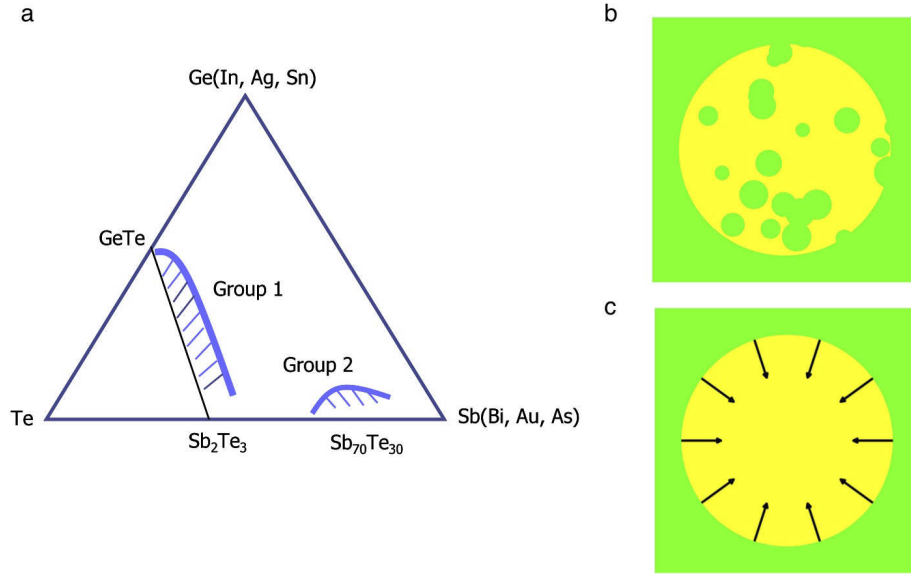 a
Ge(In, Ag, Sn)
GeTe
Group 1
Group 2
Te
Sb(Bi, Au, As)
Sb₂Te₃
Sb₇₀Te₃₀
b
c